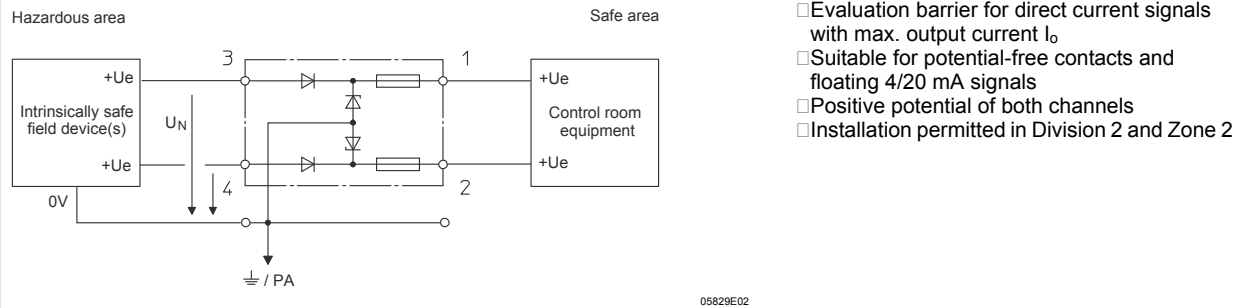 Hazardous area
Safe area
3
1
+Ue
+Ue
Intrinsically safe
field device(s)
UN
Control room
equipment
+Ue
+Ue
4
2
0V
⏚ / PA
05829E02
□Evaluation barrier for direct current signals
with max. output current Io
□Suitable for potential-free contacts and
floating 4/20 mA signals
□Positive potential of both channels
□Installation permitted in Division 2 and Zone 2